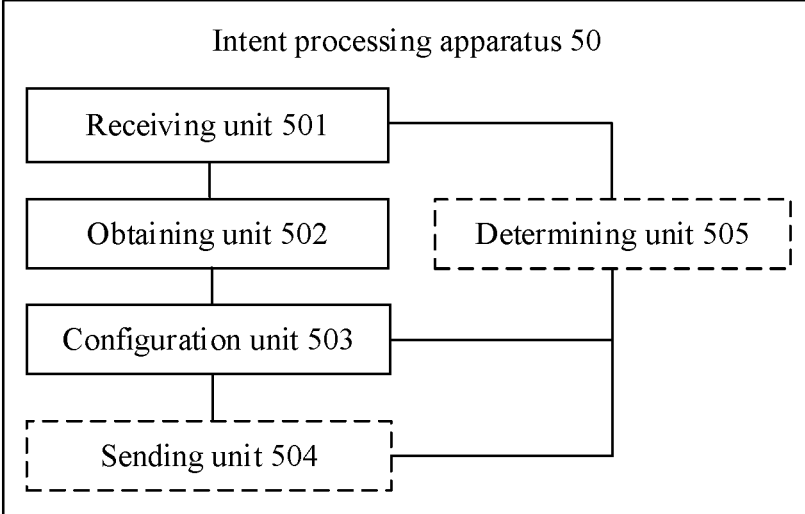 Intent processing apparatus 50
Receiving unit 501
Obtaining unit 502
Determining unit 505
Configuration unit 503
Sending unit 504